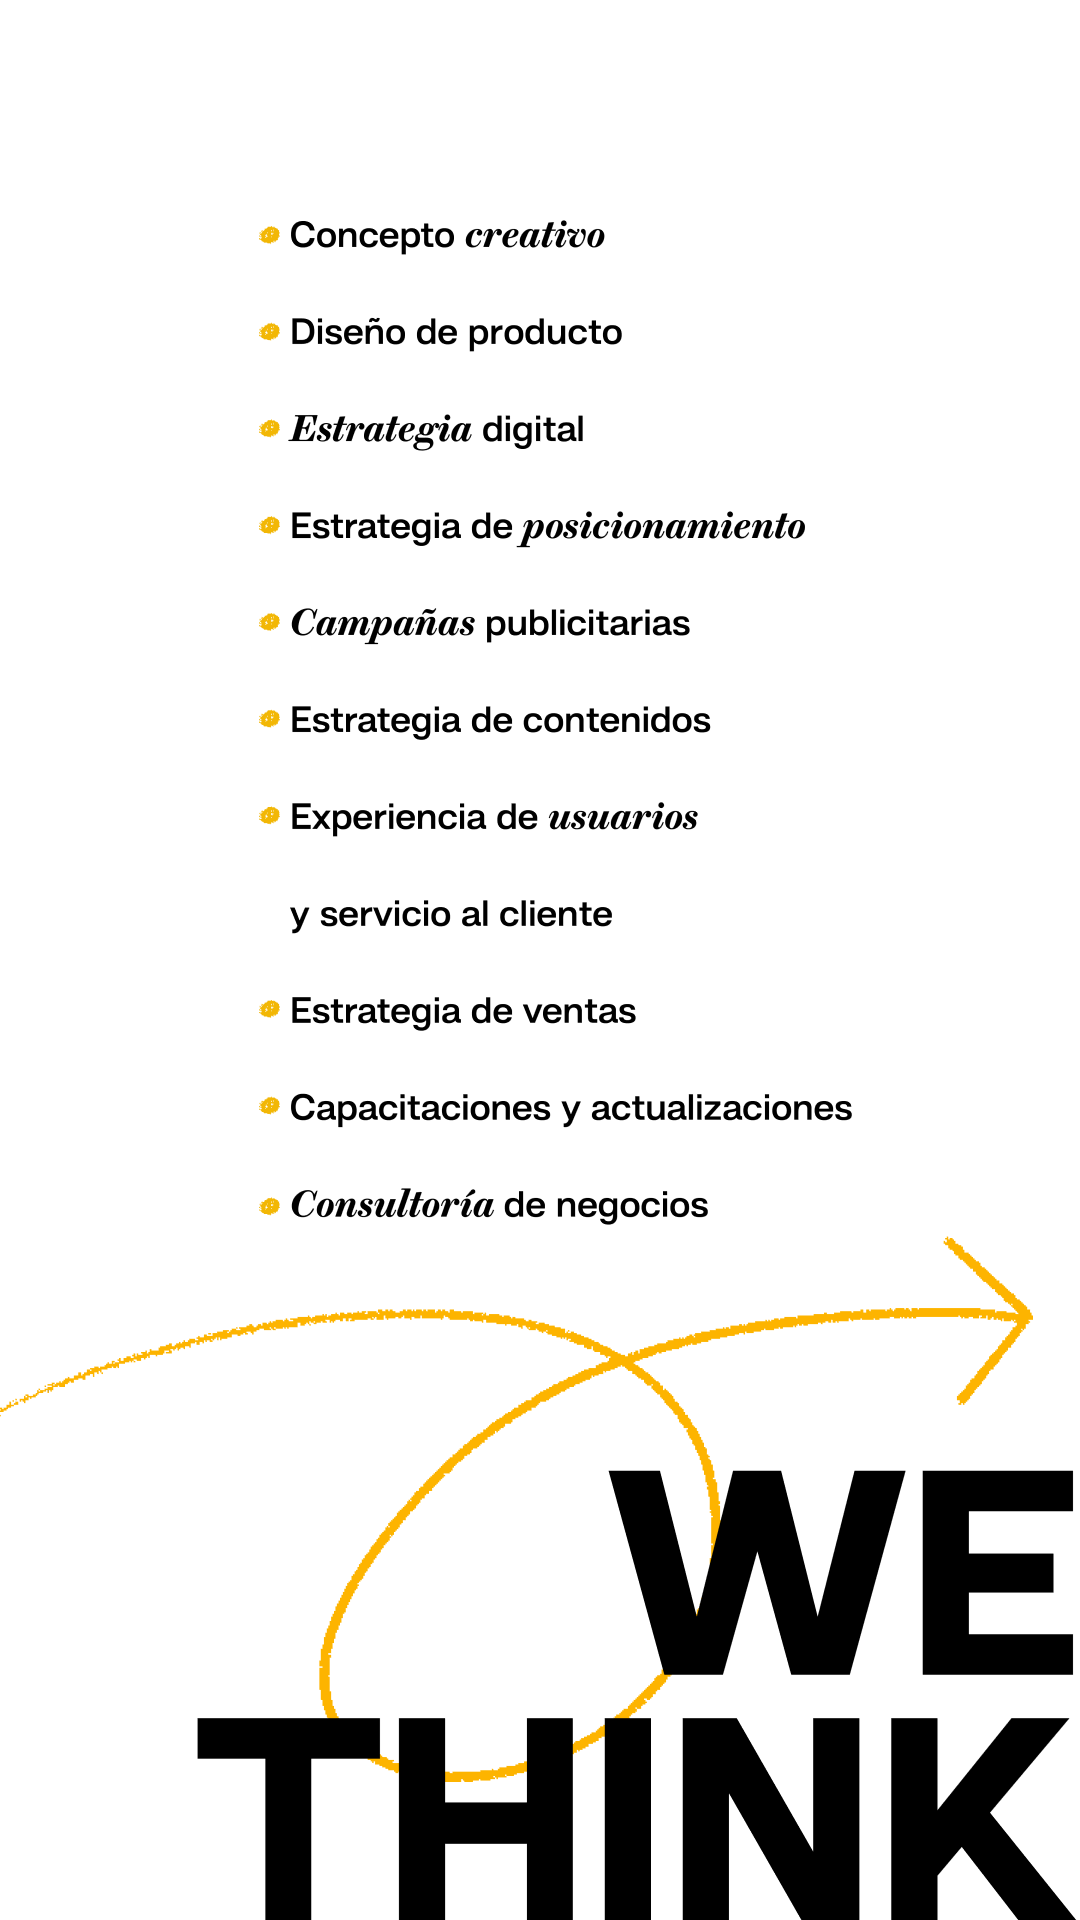 Concepto creativo
Diseño de producto
Estrategia digital
Estrategia de posicionamiento
Campañas publicitarias
Estrategia de contenidos
Experiencia de usuarios
y servicio al cliente
Estrategia de ventas
Capacitaciones y actualizaciones
Consultoría de negocios
WE
THINK